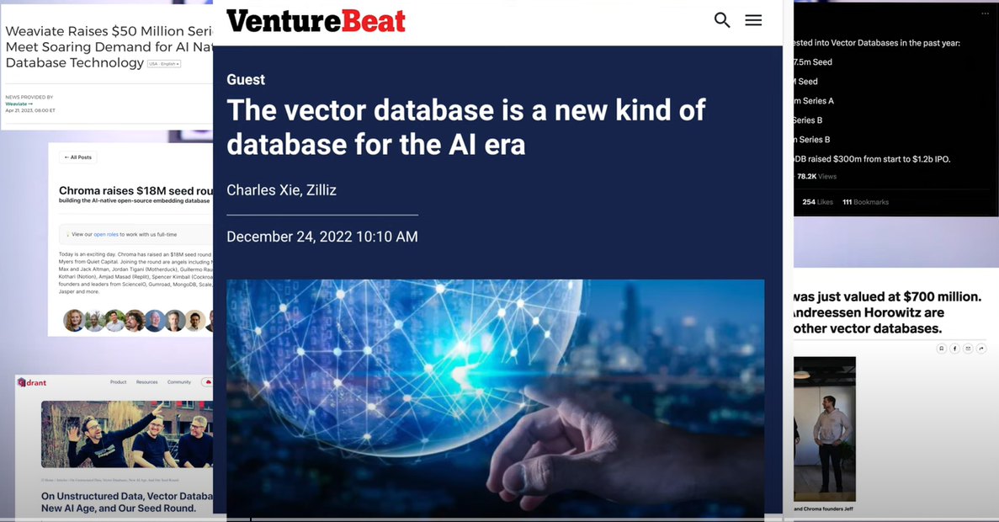 Weaviate Raises $50 Million Seri
Meet Soaring Demand for AI Nat
Database Technology USA - English
NEWS PROVIDED BY
Weaviate →
Apr 21, 2023, 08:00 ET
← All Posts
Chroma raises $18M seed rou
building the AI-native open-source embedding database
View our open roles to work with us full-time
Today is an exciting day. Chroma has raised an $18M seed round
Myers from Quiet Capital. Joining the round are angels including
Max and Jack Altman, Jordan Tigani (Motherduck), Guillermo Rau
Kothari (Notion), Amjad Masad (Replit), Spencer Kimball (Cockroa
founders and leaders from ScienceIO, Gumroad, MongoDB, Scale,
Jasper and more.
drant
Product Resources Community
On Unstructured Data, Vector Databa
New AI Age, and Our Seed Round.
VentureBeat
Guest
The vector database is a new kind of
database for the AI era
Charles Xie, Zilliz
December 24, 2022 10:10 AM
ested into Vector Databases in the past year:
7.5m Seed
M Seed
m Series A
Series B
m Series B
DB raised $300m from start to $1.2b IPO.
78.2K Views
254 Likes 111 Bookmarks
was just valued at $700 million.
Andreessen Horowitz are
other vector databases.
and Chroma founders Jeff